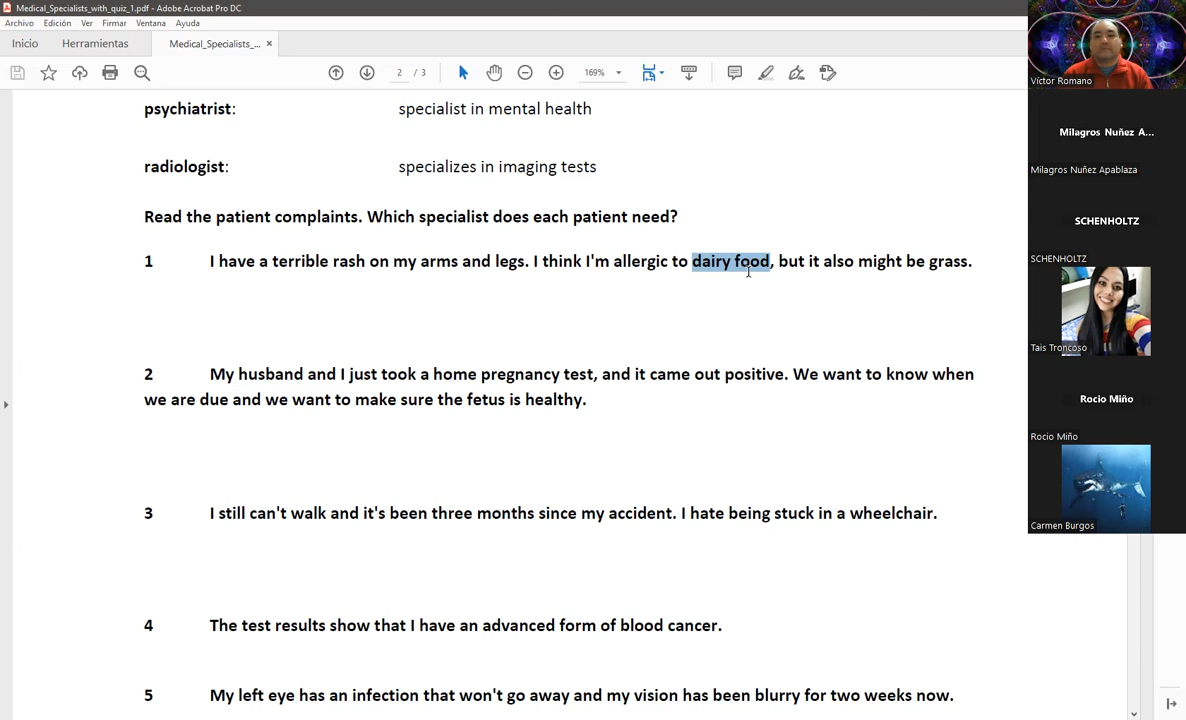 Medical_Specialists_with_quiz_1.pdf - Adobe Acrobat Pro DC
Archivo Edición Ver Firmar Ventana Ayuda
Inicio Herramientas Medical_Specialists_... ×
2 / 3 169%
psychiatrist: specialist in mental health
radiologist: specializes in imaging tests
Read the patient complaints. Which specialist does each patient need?
1 I have a terrible rash on my arms and legs. I think I'm allergic to dairy food, but it also might be grass.
2 My husband and I just took a home pregnancy test, and it came out positive. We want to know when
we are due and we want to make sure the fetus is healthy.
3 I still can't walk and it's been three months since my accident. I hate being stuck in a wheelchair.
4 The test results show that I have an advanced form of blood cancer.
5 My left eye has an infection that won't go away and my vision has been blurry for two weeks now.
Víctor Romano
Milagros Nuñez A...
Milagros Nuñez Apablaza
SCHENHOLTZ
SCHENHOLTZ
Tais Troncoso
Rocio Miño
Rocio Miño
Carmen Burgos